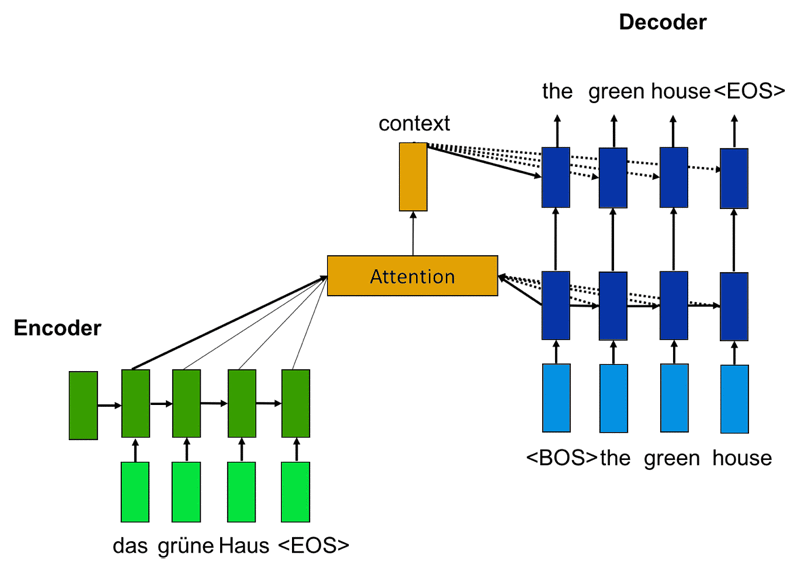 Decoder
the green house <EOS>
context
Attention
Encoder
<BOS> the green house
das grüne Haus <EOS>